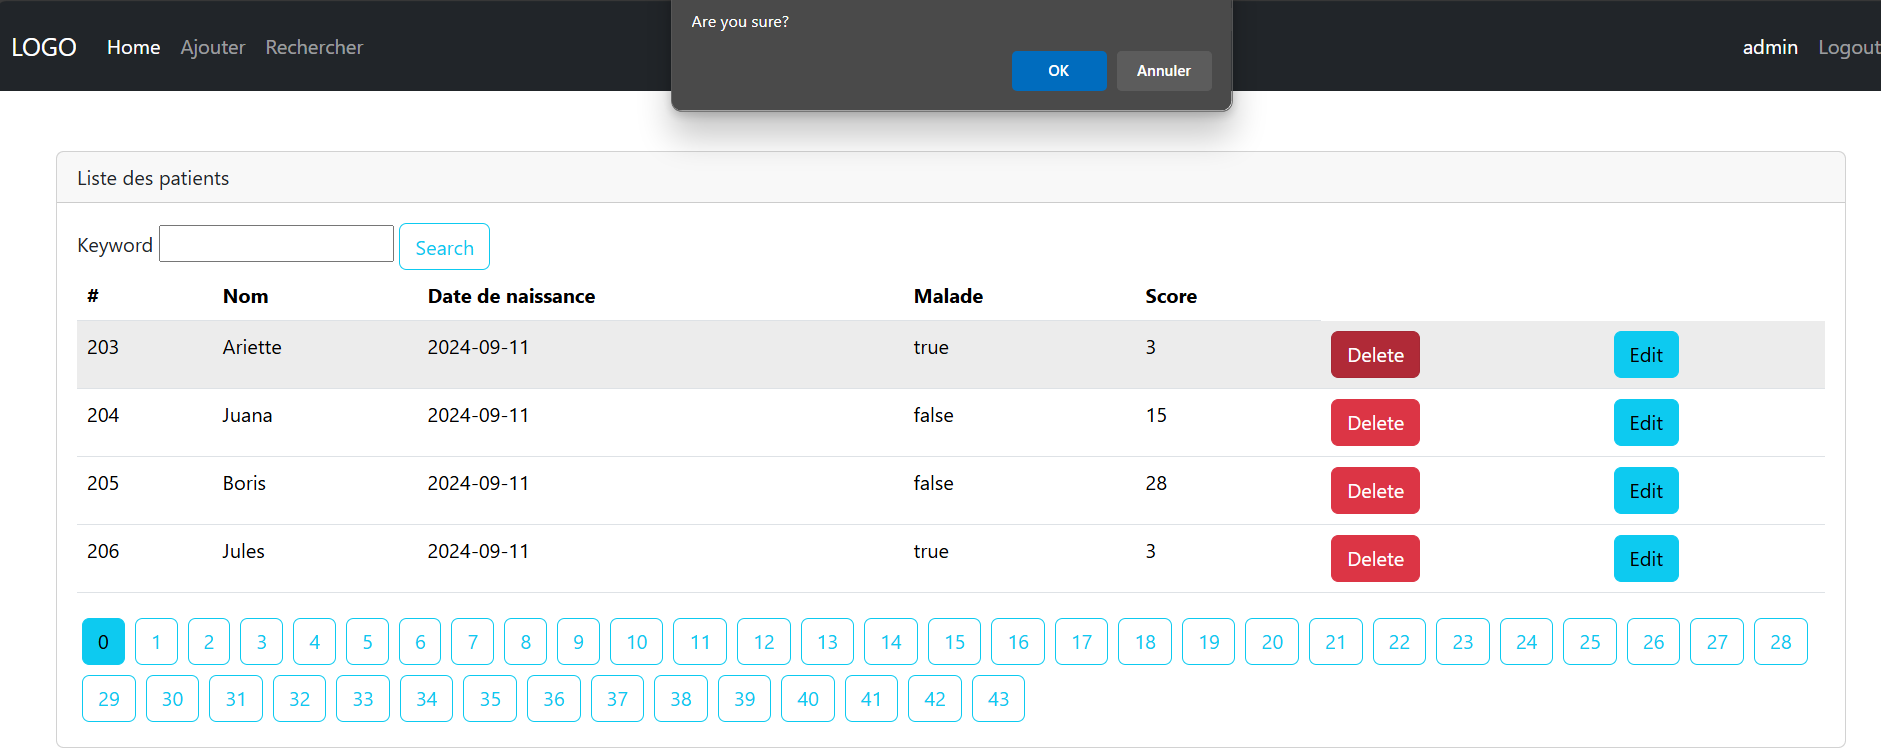 Are you sure?
OK Annuler
LOGO Home Ajouter Rechercher admin Logout
Liste des patients
Keyword Search
# Nom Date de naissance Malade Score
203 Ariette 2024-09-11 true 3 Delete Edit
204 Juana 2024-09-11 false 15 Delete Edit
205 Boris 2024-09-11 false 28 Delete Edit
206 Jules 2024-09-11 true 3 Delete Edit
0 1 2 3 4 5 6 7 8 9 10 11 12 13 14 15 16 17 18 19 20 21 22 23 24 25 26 27 28
29 30 31 32 33 34 35 36 37 38 39 40 41 42 43